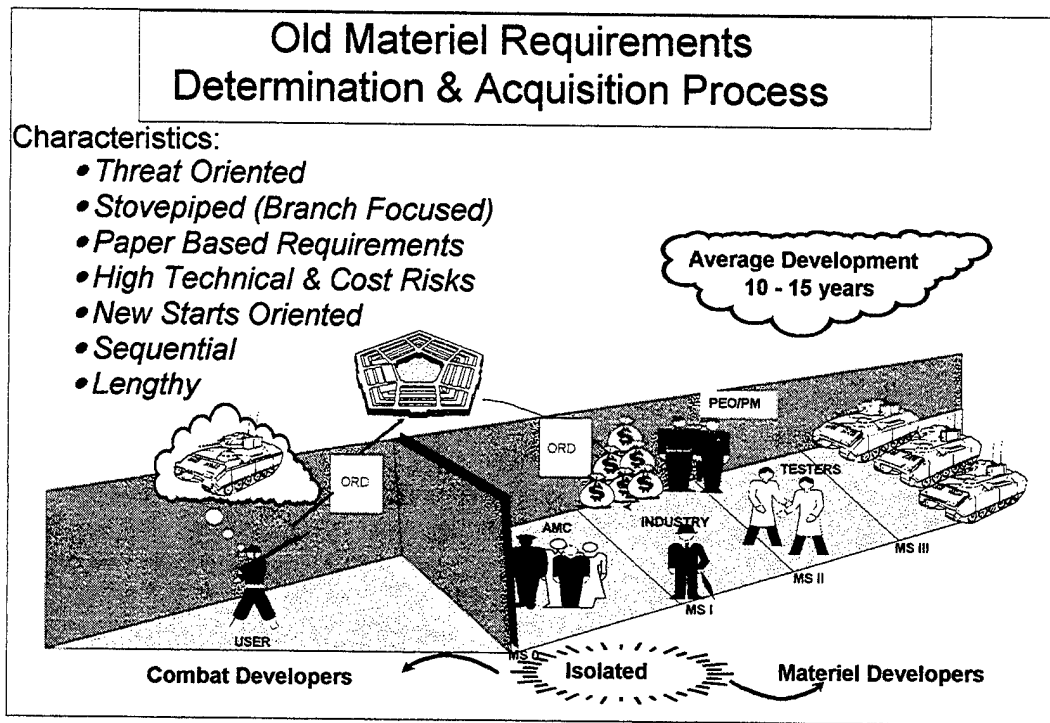 Old Materiel Requirements
Determination & Acquisition Process
Characteristics:
• Threat Oriented
• Stovepiped (Branch Focused)
• Paper Based Requirements
• High Technical & Cost Risks
• New Starts Oriented
• Sequential
• Lengthy
Average Development
10 - 15 years
PEO/PM
ORD
ORD
$
$
$
$
$
$
$
TESTERS
AMC
INDUSTRY
MS III
MS II
MS I
USER
MS 0
Combat Developers
Isolated
Materiel Developers